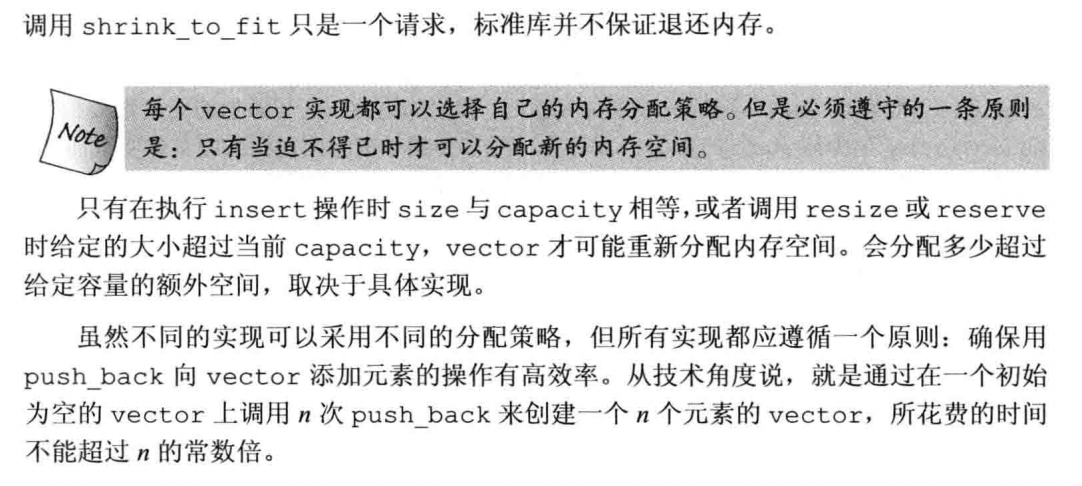 调用 shrink_to_fit 只是一个请求，标准库并不保证退还内存。
Note
每个 vector 实现都可以选择自己的内存分配策略。但是必须遵守的一条原则
是：只有当迫不得已时才可以分配新的内存空间。
只有在执行 insert 操作时 size 与 capacity 相等，或者调用 resize 或 reserve
时给定的大小超过当前 capacity，vector 才可能重新分配内存空间。会分配多少超过
给定容量的额外空间，取决于具体实现。
虽然不同的实现可以采用不同的分配策略，但所有实现都应遵循一个原则：确保用
push_back 向 vector 添加元素的操作有高效率。从技术角度说，就是通过在一个初始
为空的 vector 上调用 n 次 push_back 来创建一个 n 个元素的 vector，所花费的时间
不能超过 n 的常数倍。